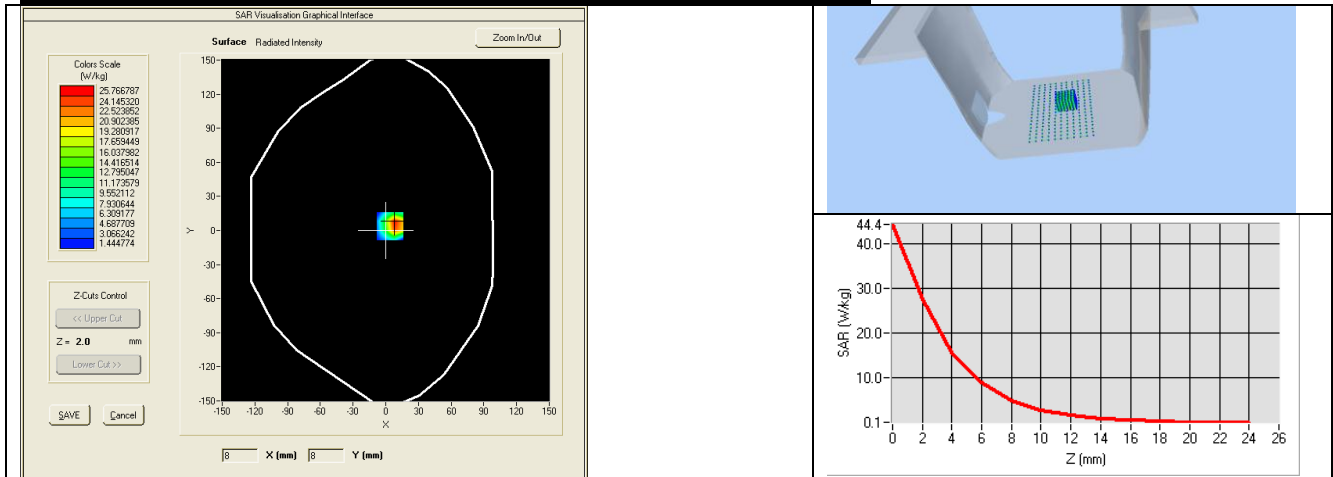 SAR Visualisation Graphical Interface
Surface Radiated Intensity
Zoom In/Out
Colors Scale
(W/kg)
25.766787
24.145320
22.523852
20.902385
19.280917
17.659449
16.037982
14.416514
12.795047
11.173579
9.552112
7.930644
6.309177
4.687709
3.066242
1.444774
Z-Cuts Control
<< Upper Cut
Z = 2.0 mm
Lower Cut >>
SAVE Cancel
150
120
90
60
30
0
-30
-60
-90
-120
-150
Y
-150 -120 -90 -60 -30 0 30 60 90 120 150
X
8 X (mm) 8 Y (mm)
44.4
40.0
30.0
20.0
10.0
0.1
SAR (W/kg)
0 2 4 6 8 10 12 14 16 18 20 22 24 26
Z (mm)